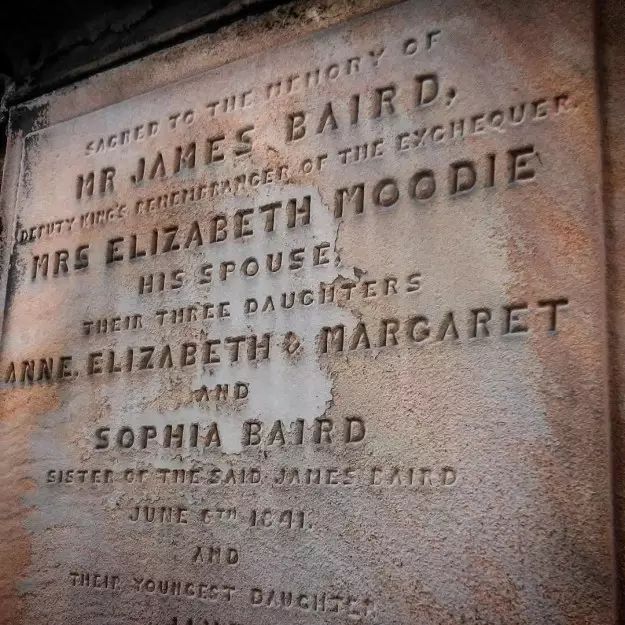 SACRED TO THE MEMORY OF
MR JAMES BAIRD,
DEPUTY KING'S REMEMBRANCER OF THE EXCHEQUER,
MRS ELIZABETH MOODIE
HIS SPOUSE,
THEIR THREE DAUGHTERS
ANNE, ELIZABETH & MARGARET
AND
SOPHIA BAIRD
SISTER OF THE SAID JAMES BAIRD
JUNE 6TH 1841.
AND
THEIR YOUNGEST DAUGHTER